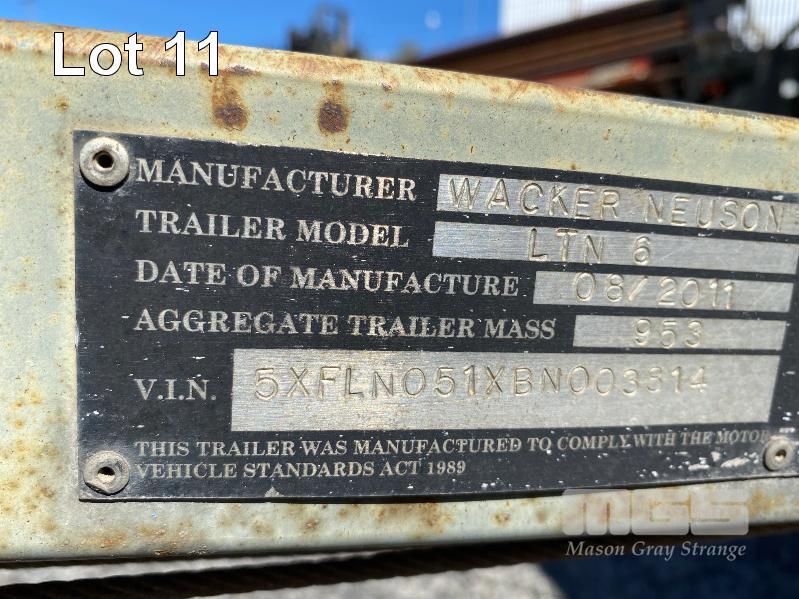 Lot 11
MANUFACTURER WACKER NEUSON
TRAILER MODEL LTN 6
DATE OF MANUFACTURE 08/2011
AGGREGATE TRAILER MASS 953
V.I.N. 5XFLN051XBN003614
THIS TRAILER WAS MANUFACTURED TO COMPLY WITH THE MOTOR
VEHICLE STANDARDS ACT 1989
MGS
Mason Gray Strange